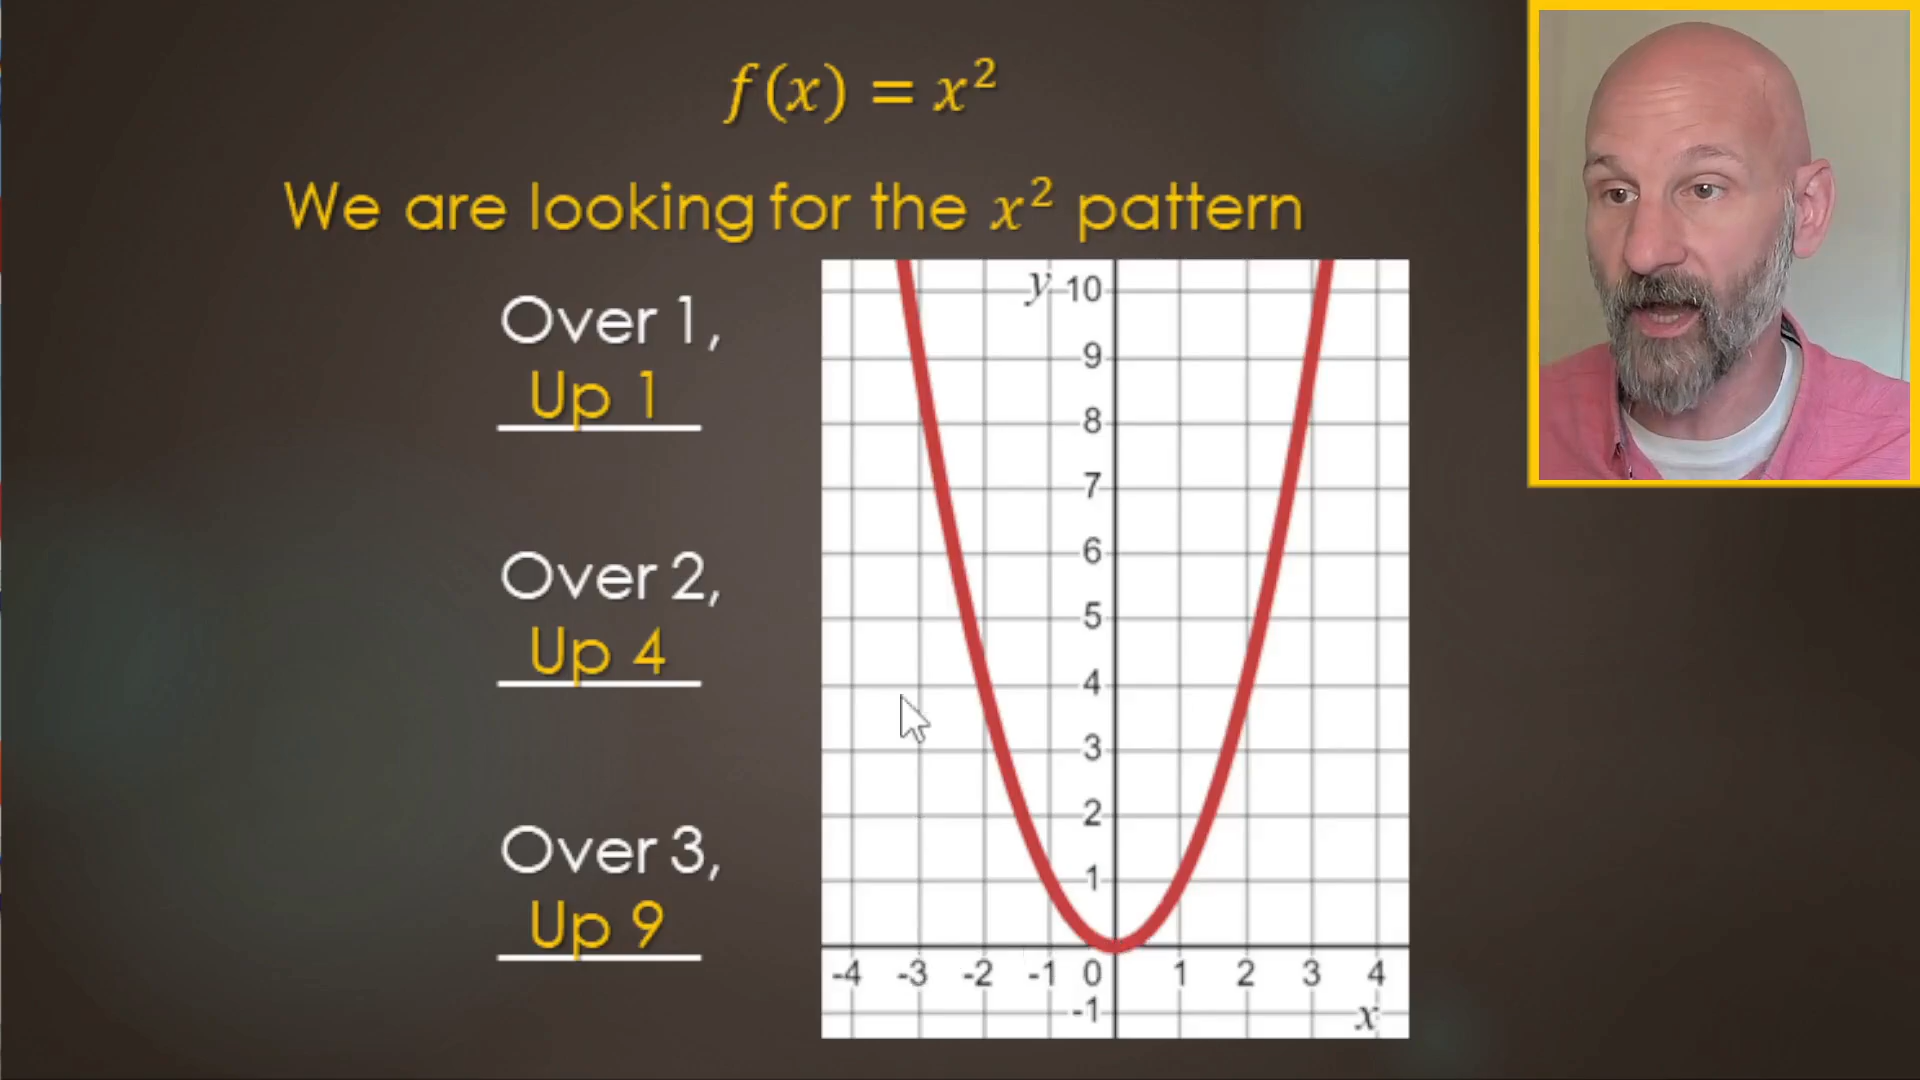 f(x) = x²
We are looking for the x² pattern
Over 1,
Up 1
Over 2,
Up 4
Over 3,
Up 9
y 10
9
8
7
6
5
4
3
2
1
-4 -3 -2 -1 0 1 2 3 4
-1 x